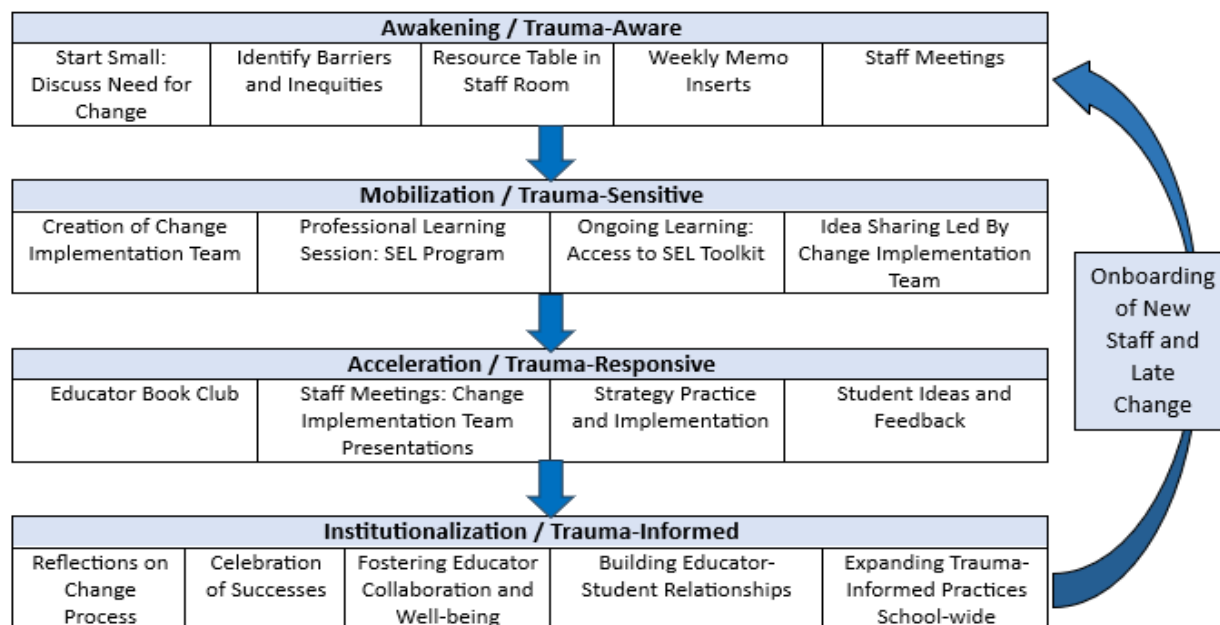 Awakening / Trauma-Aware
Start Small:
Discuss Need for
Change
Identify Barriers
and Inequities
Resource Table in
Staff Room
Weekly Memo
Inserts
Staff Meetings
Mobilization / Trauma-Sensitive
Creation of Change
Implementation Team
Professional Learning
Session: SEL Program
Ongoing Learning:
Access to SEL Toolkit
Idea Sharing Led By
Change Implementation
Team
Acceleration / Trauma-Responsive
Educator Book Club
Staff Meetings: Change
Implementation Team
Presentations
Strategy Practice
and Implementation
Student Ideas and
Feedback
Institutionalization / Trauma-Informed
Reflections on
Change
Process
Celebration
of Successes
Fostering Educator
Collaboration and
Well-being
Building Educator-
Student Relationships
Expanding Trauma-
Informed Practices
School-wide
Onboarding
of New
Staff and
Late
Change